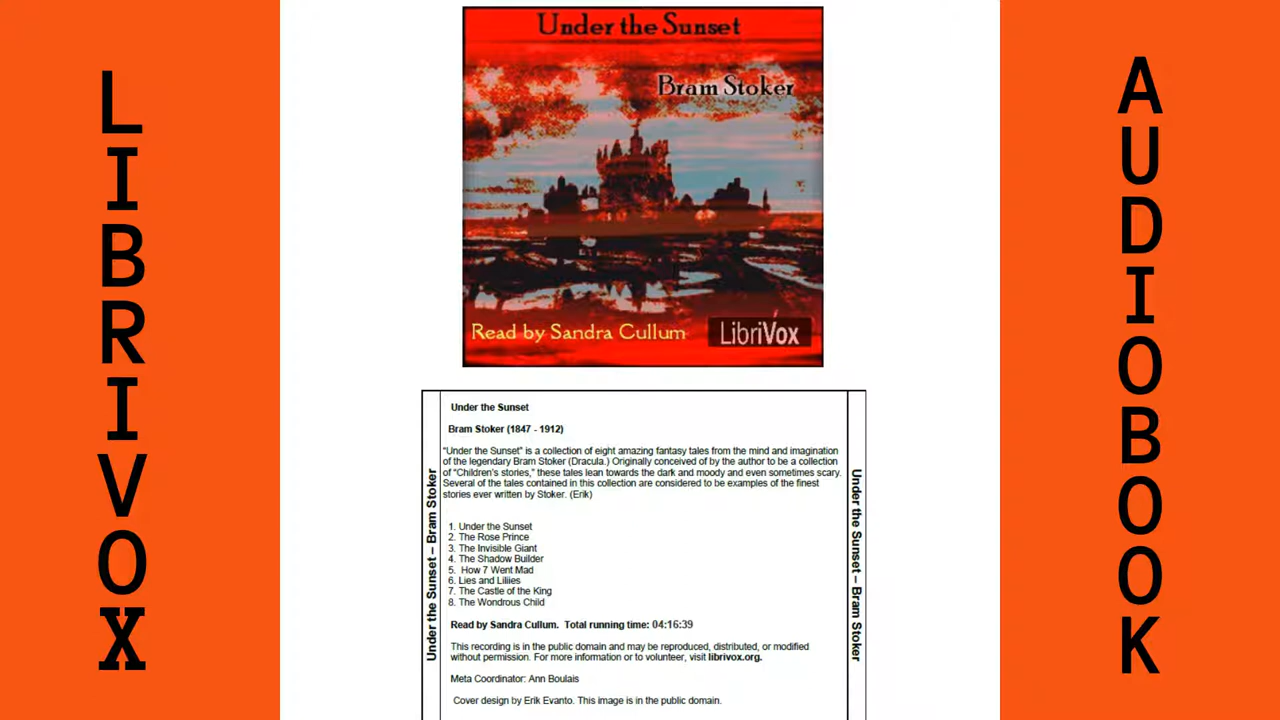 LIBRIVOX
Under the Sunset
Bram Stoker
Read by Sandra Cullum
LibriVox
Under the Sunset – Bram Stoker
Under the Sunset
Bram Stoker (1847 - 1912)
“Under the Sunset” is a collection of eight amazing fantasy tales from the mind and imagination
of the legendary Bram Stoker (Dracula.) Originally conceived of by the author to be a collection
of “Children's stories,” these tales lean towards the dark and moody and even sometimes scary.
Several of the tales contained in this collection are considered to be examples of the finest
stories ever written by Stoker. (Erik)
1. Under the Sunset
2. The Rose Prince
3. The Invisible Giant
4. The Shadow Builder
5. How 7 Went Mad
6. Lies and Liliies
7. The Castle of the King
8. The Wondrous Child
Read by Sandra Cullum. Total running time: 04:16:39
This recording is in the public domain and may be reproduced, distributed, or modified
without permission. For more information or to volunteer, visit librivox.org.
Meta Coordinator: Ann Boulais
Cover design by Erik Evanto. This image is in the public domain.
Under the Sunset – Bram Stoker
AUDIOBOOK